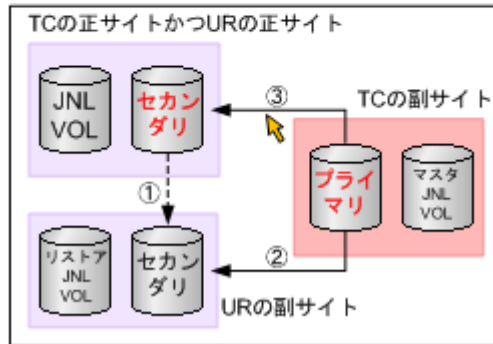 TCの正サイトかつURの正サイト
JNL
VOL
セカン
ダリ
③
TCの副サイト
①
プライ
マリ
マスタ
JNL
VOL
リストア
JNL
VOL
セカン
ダリ
②
URの副サイト